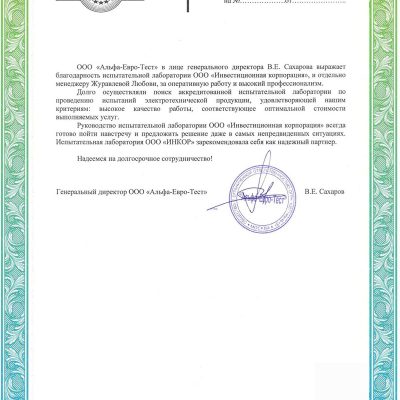 на №                    от
ООО «Альфа-Евро-Тест» в лице генерального директора В.Е. Сахарова выражает
благодарность испытательной лаборатории ООО «Инвестиционная корпорация», и отдельно
менеджеру Журавлевой Любови, за оперативную работу и высокий профессионализм.
Долго осуществляли поиск аккредитованной испытательной лаборатории по
проведению испытаний электротехнической продукции, удовлетворяющей нашим
критериям: высокое качество работы, соответствующее оптимальной стоимости
выполняемых услуг.
Руководство испытательной лаборатории ООО «Инвестиционная корпорация» всегда
готово пойти навстречу и предложить решение даже в самых непредвиденных ситуациях.
Испытательная лаборатория ООО «ИНКОР» зарекомендовала себя как надежный партнер.
Надеемся на долгосрочное сотрудничество!
Генеральный директор ООО «Альфа-Евро-Тест»
В.Е. Сахаров
Альфа-Евро-Тест